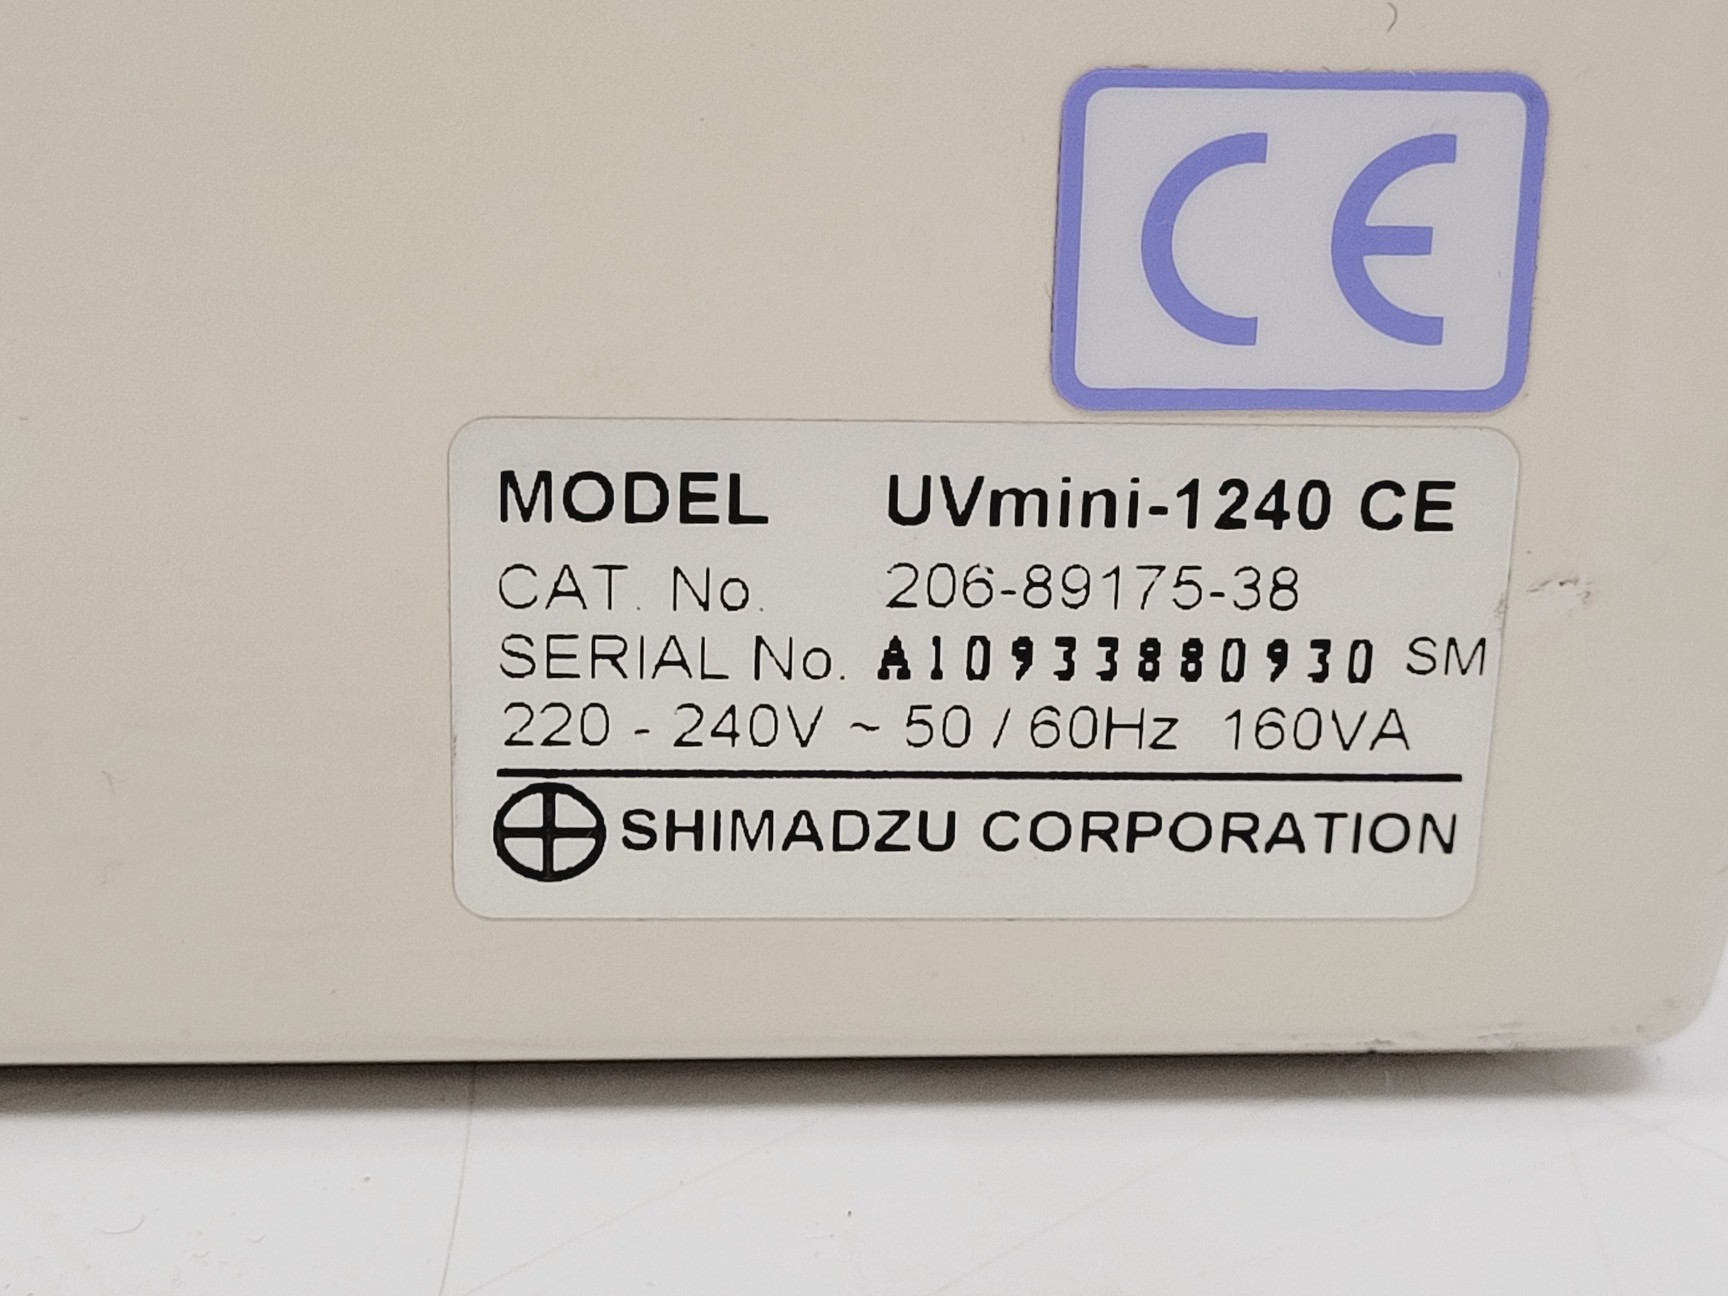 CE
MODEL UVmini-1240 CE
CAT. No. 206-89175-38
SERIAL No. A10933880930 SM
220 - 240V ~ 50 / 60Hz 160VA
SHIMADZU CORPORATION